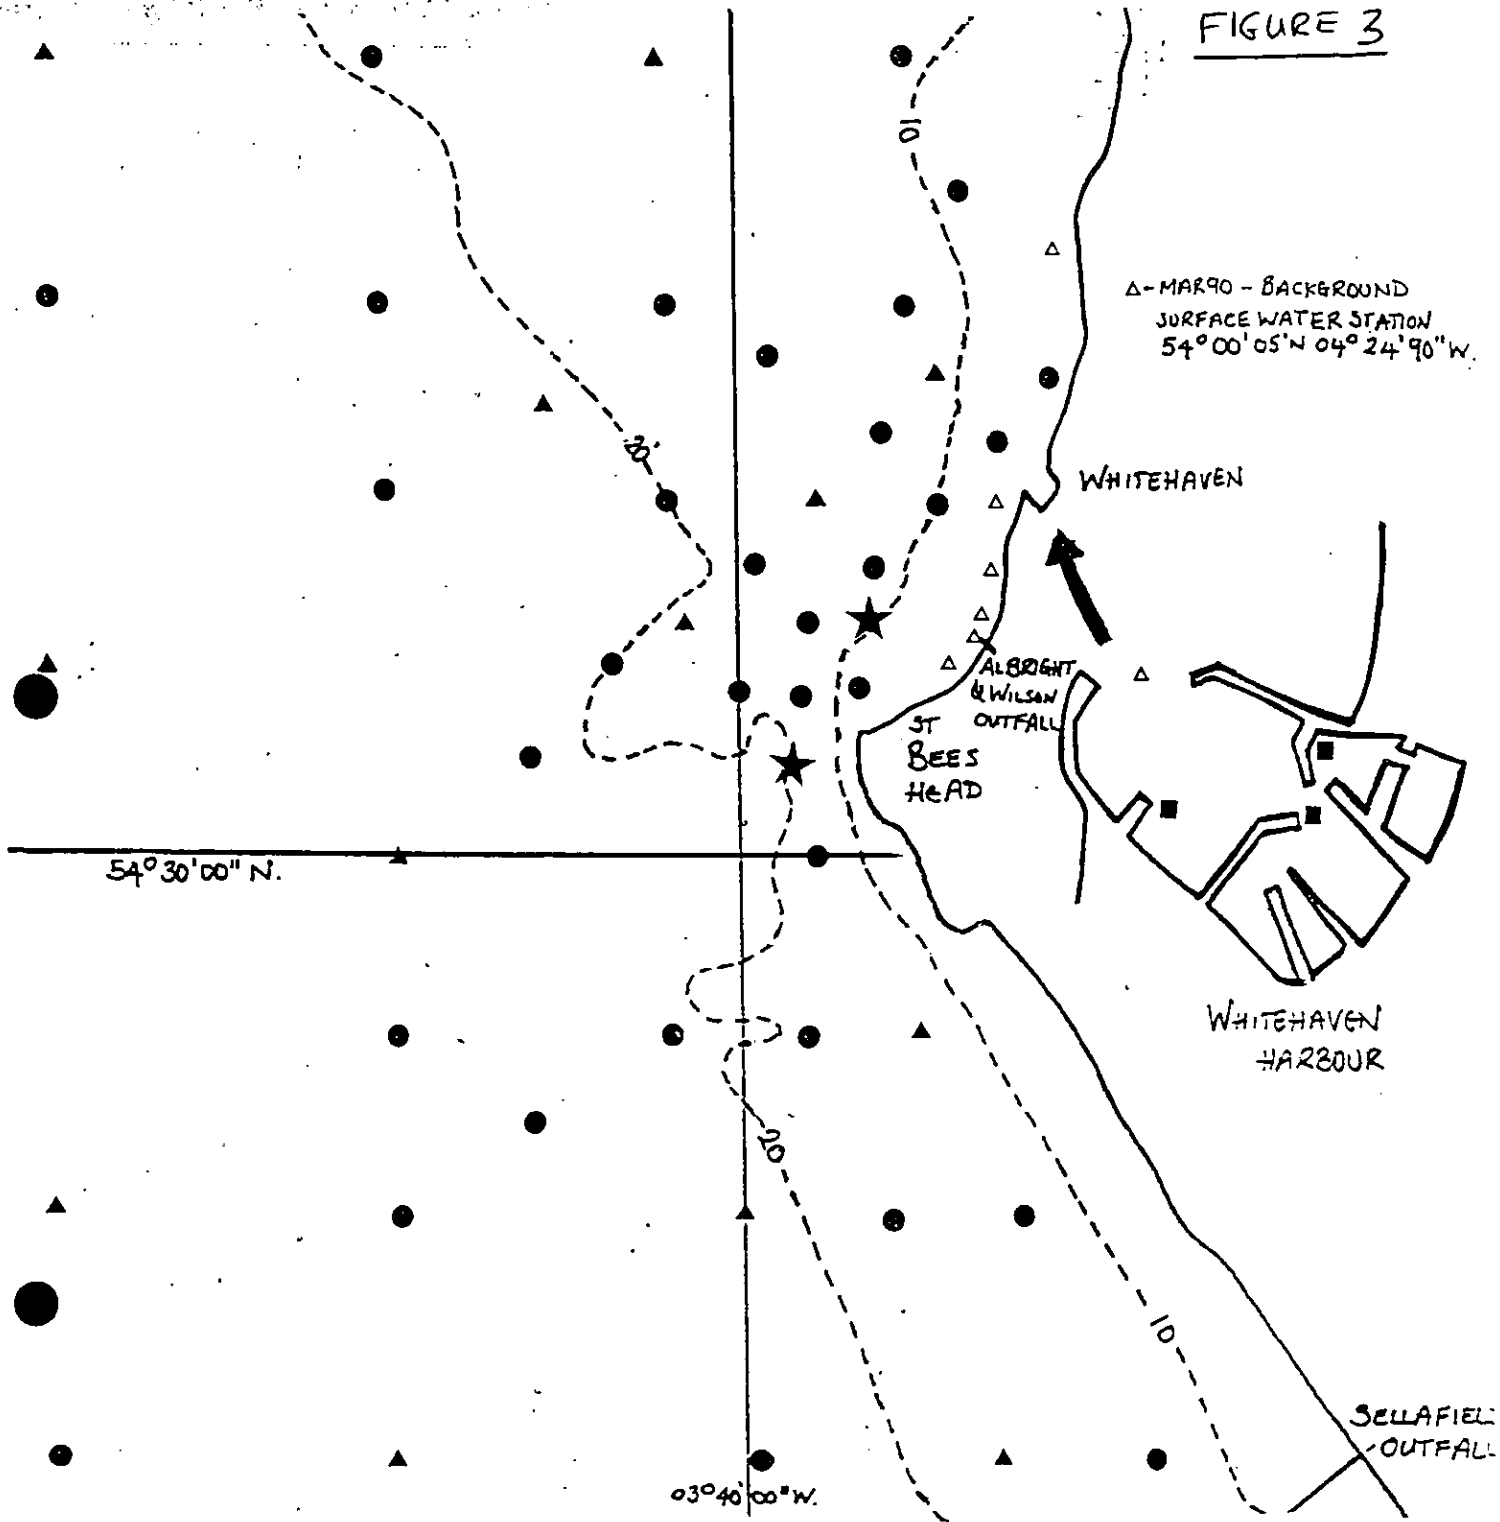 FIGURE 3
10
Δ-MAR90 - BACKGROUND
SURFACE WATER STATION
54° 00' 05'N 04° 24' 90" W.
20
WHITEHAVEN
ALBRIGHT
& WILSON
OUTFALL
ST
BEES
HEAD
54° 30' 00" N.
WHITEHAVEN
HARBOUR
20
10
SELLAFIEL
OUTFALL
03° 40' 00" W.